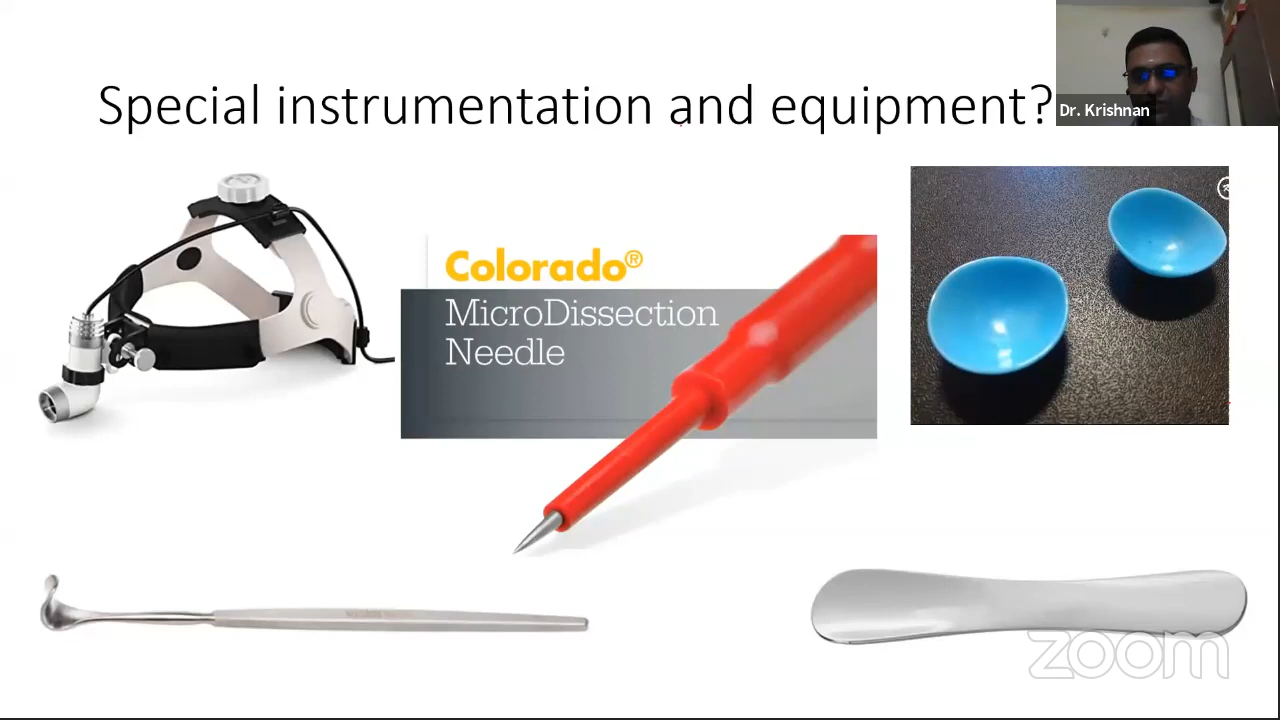 Special instrumentation and equipment?
Dr. Krishnan
Colorado®
MicroDissection
Needle
zoom